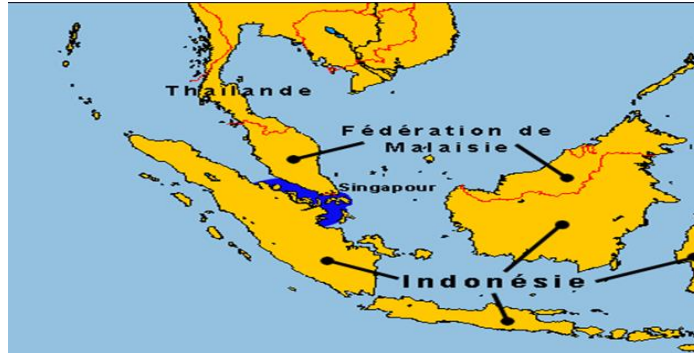 Thaïlande
Fédération de
Malaisie
Singapour
Indonésie